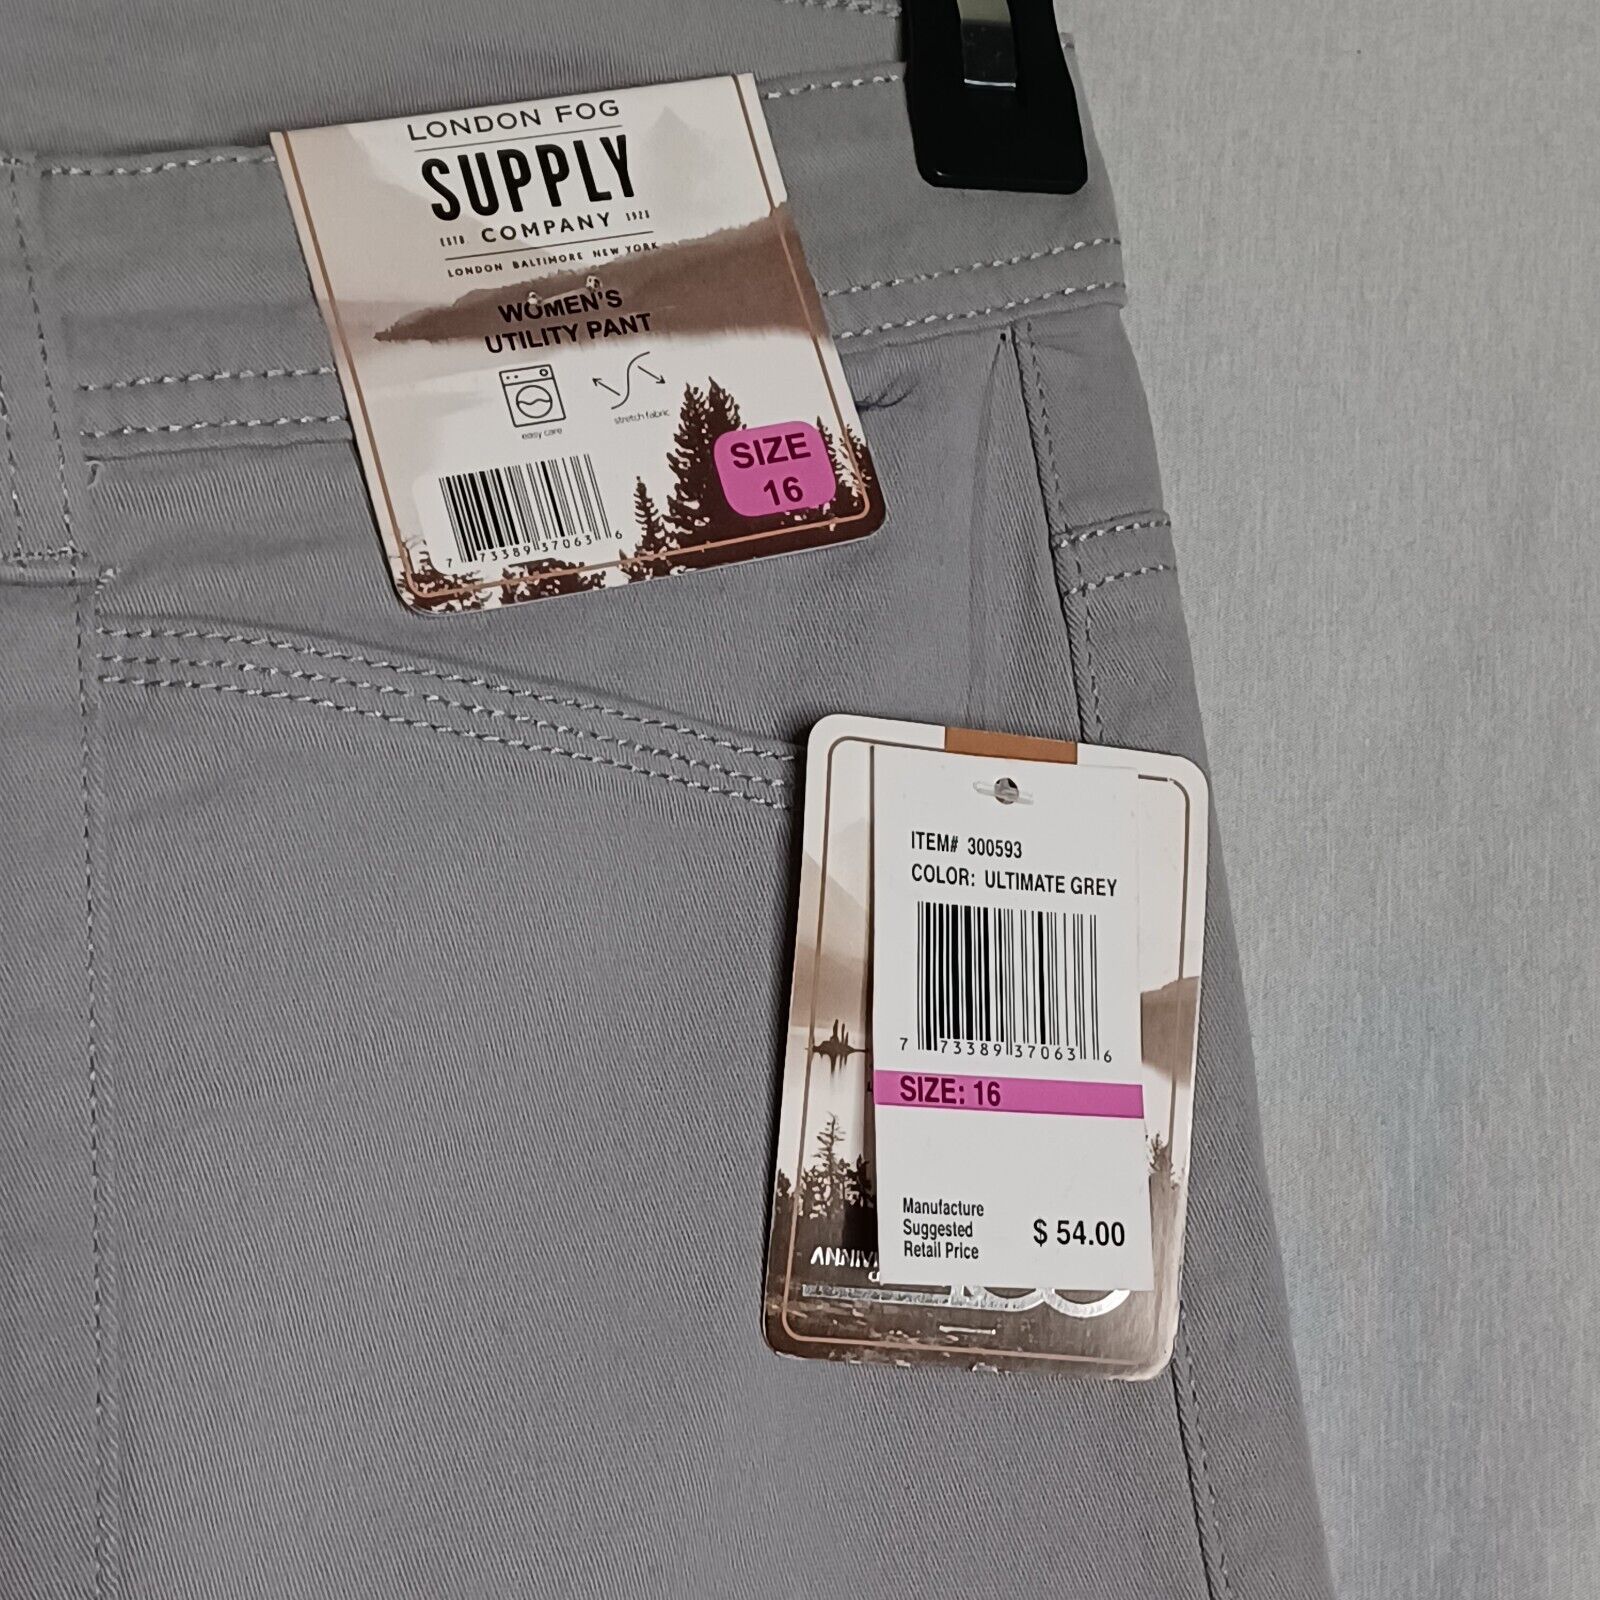 LONDON FOG
SUPPLY
ESTD. COMPANY 1923
LONDON BALTIMORE NEW YORK
WOMEN'S
UTILITY PANT
easy care
stretch fabric
SIZE
16
7 73389 37063 6
ITEM# 300593
COLOR: ULTIMATE GREY
7 73389 37063 6
SIZE: 16
Manufacture
Suggested
Retail Price
$ 54.00